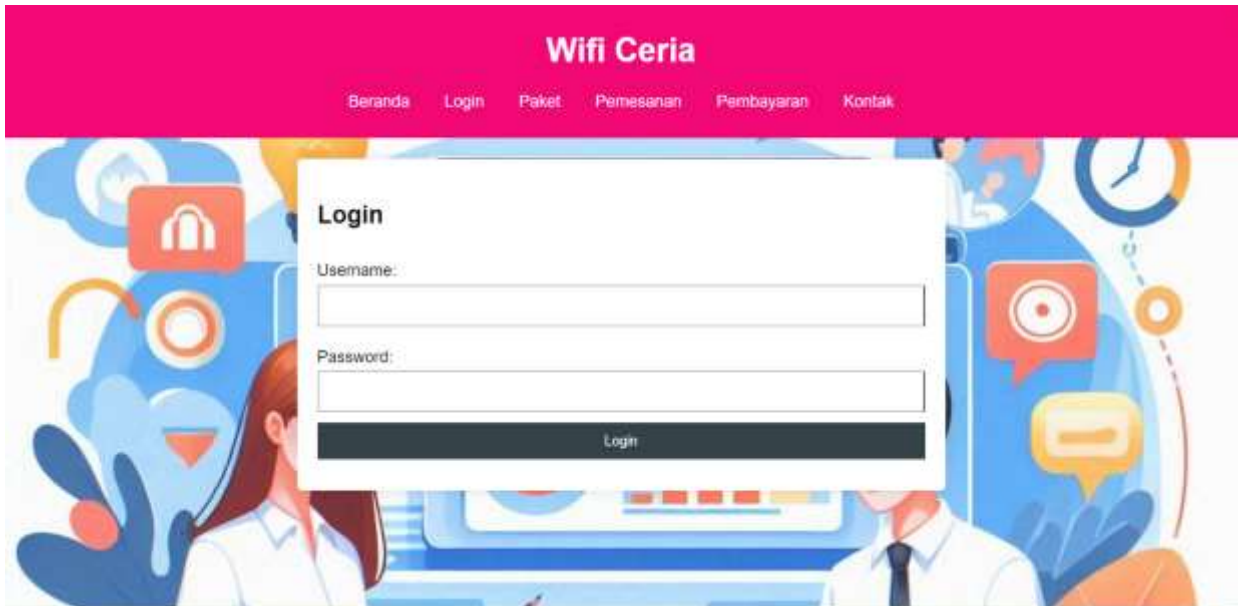 Wifi Ceria
Beranda Login Paket Pemesanan Pembayaran Kontak
Login
Username:
Password:
Login